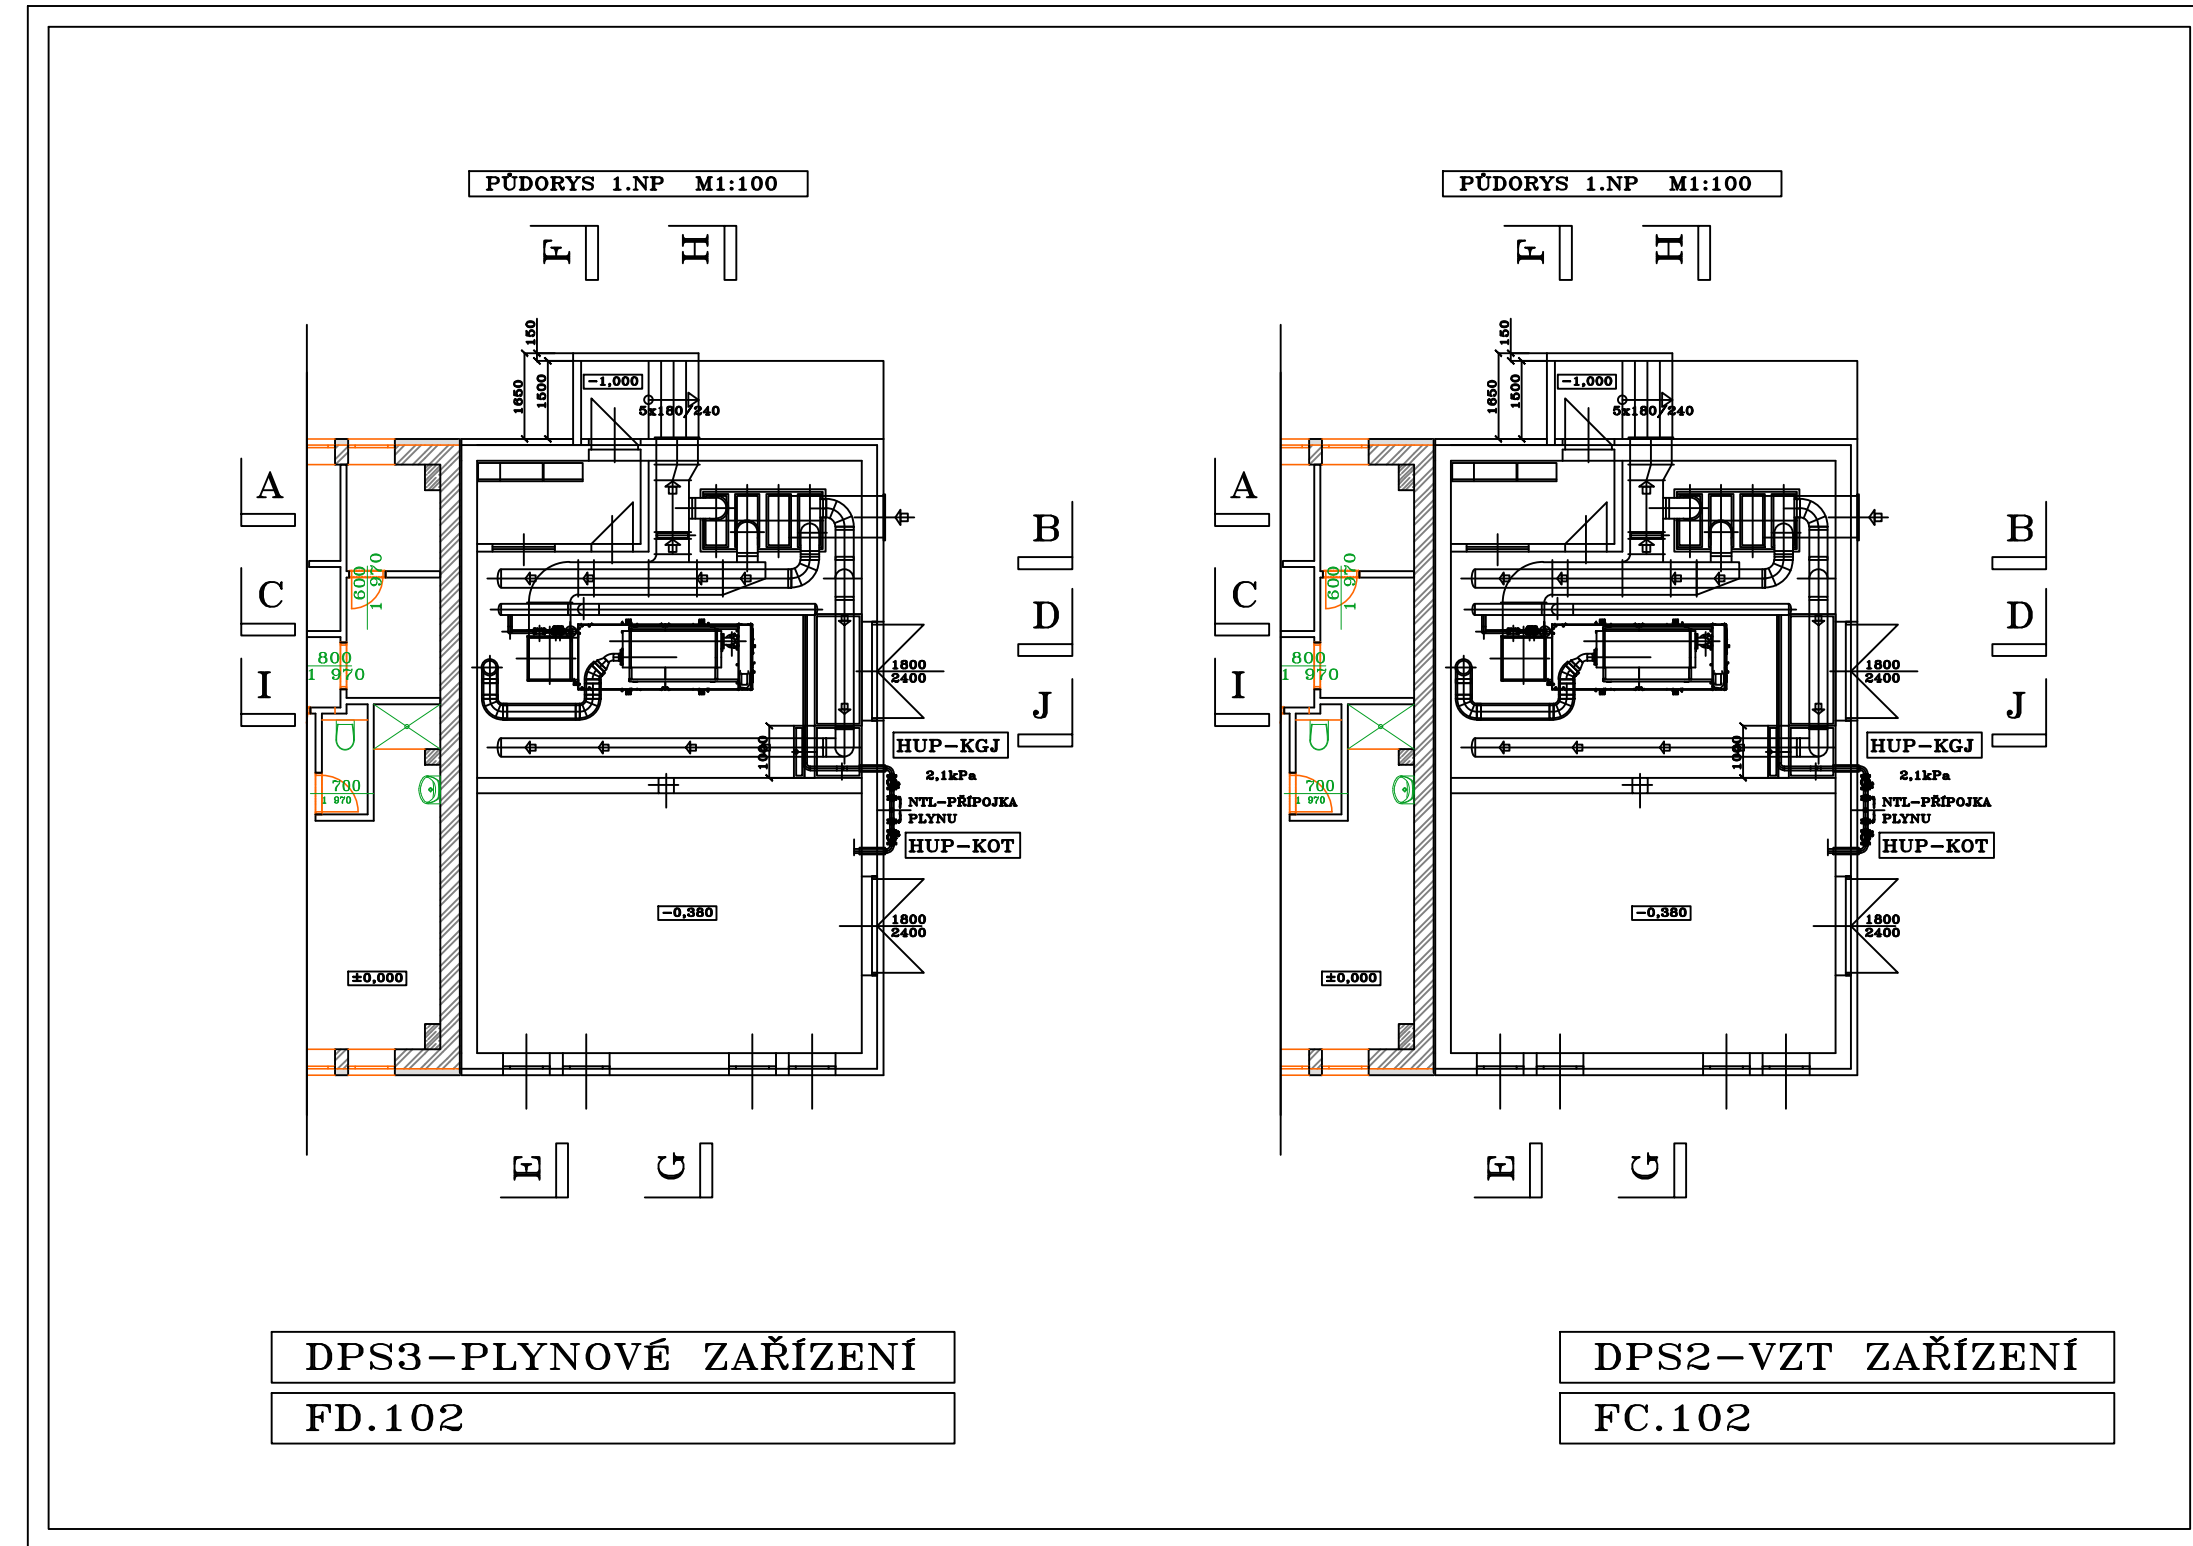 PŮDORYS 1.NP M1:100
F
H
150
1650
1500
-1,000
5x180/240
A
B
600
1 970
C
D
800
1 970
1800
2400
I
J
HUP-KGJ
1000
2,1kPa
700
1 970
NTL-PŘÍPOJKA
PLYNU
HUP-KOT
-0,380
1800
2400
±0,000
E
G
DPS3-PLYNOVÉ ZAŘÍZENÍ
FD.102
PŮDORYS 1.NP M1:100
F
H
150
1650
1500
-1,000
5x180/240
A
B
600
1 970
C
D
800
1 970
1800
2400
I
J
HUP-KGJ
1000
2,1kPa
700
1 970
NTL-PŘÍPOJKA
PLYNU
HUP-KOT
-0,380
1800
2400
±0,000
E
G
DPS2-VZT ZAŘÍZENÍ
FC.102